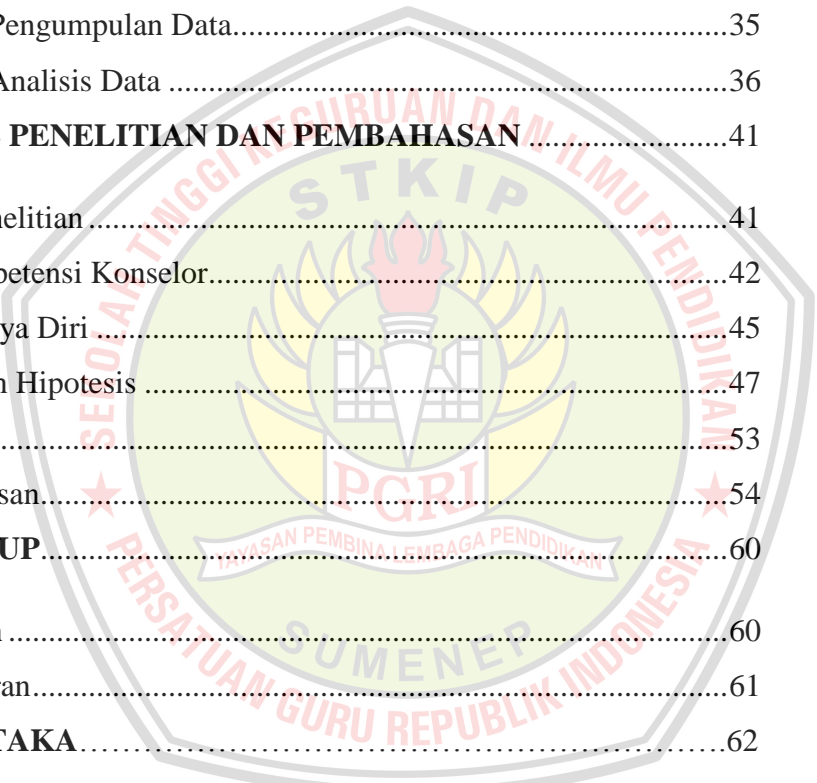 Pengumpulan Data..........................................................35
Analisis Data ..................................................................36
PENELITIAN DAN PEMBAHASAN ........................41
nelitian ............................................................................41
petensi Konselor.............................................................42
ya Diri ...........................................................................45
n Hipotesis .....................................................................47
........................................................................................53
san..................................................................................54
UP..................................................................................60
n ......................................................................................60
ran...................................................................................61
TAKA……………………………………………….62
SEKOLAH TINGGI KEGURUAN DAN ILMU PENDIDIKAN
STKIP
PGRI
YAYASAN PEMBINA LEMBAGA PENDIDIKAN
SUMENEP
PERSATUAN GURU REPUBLIK INDONESIA